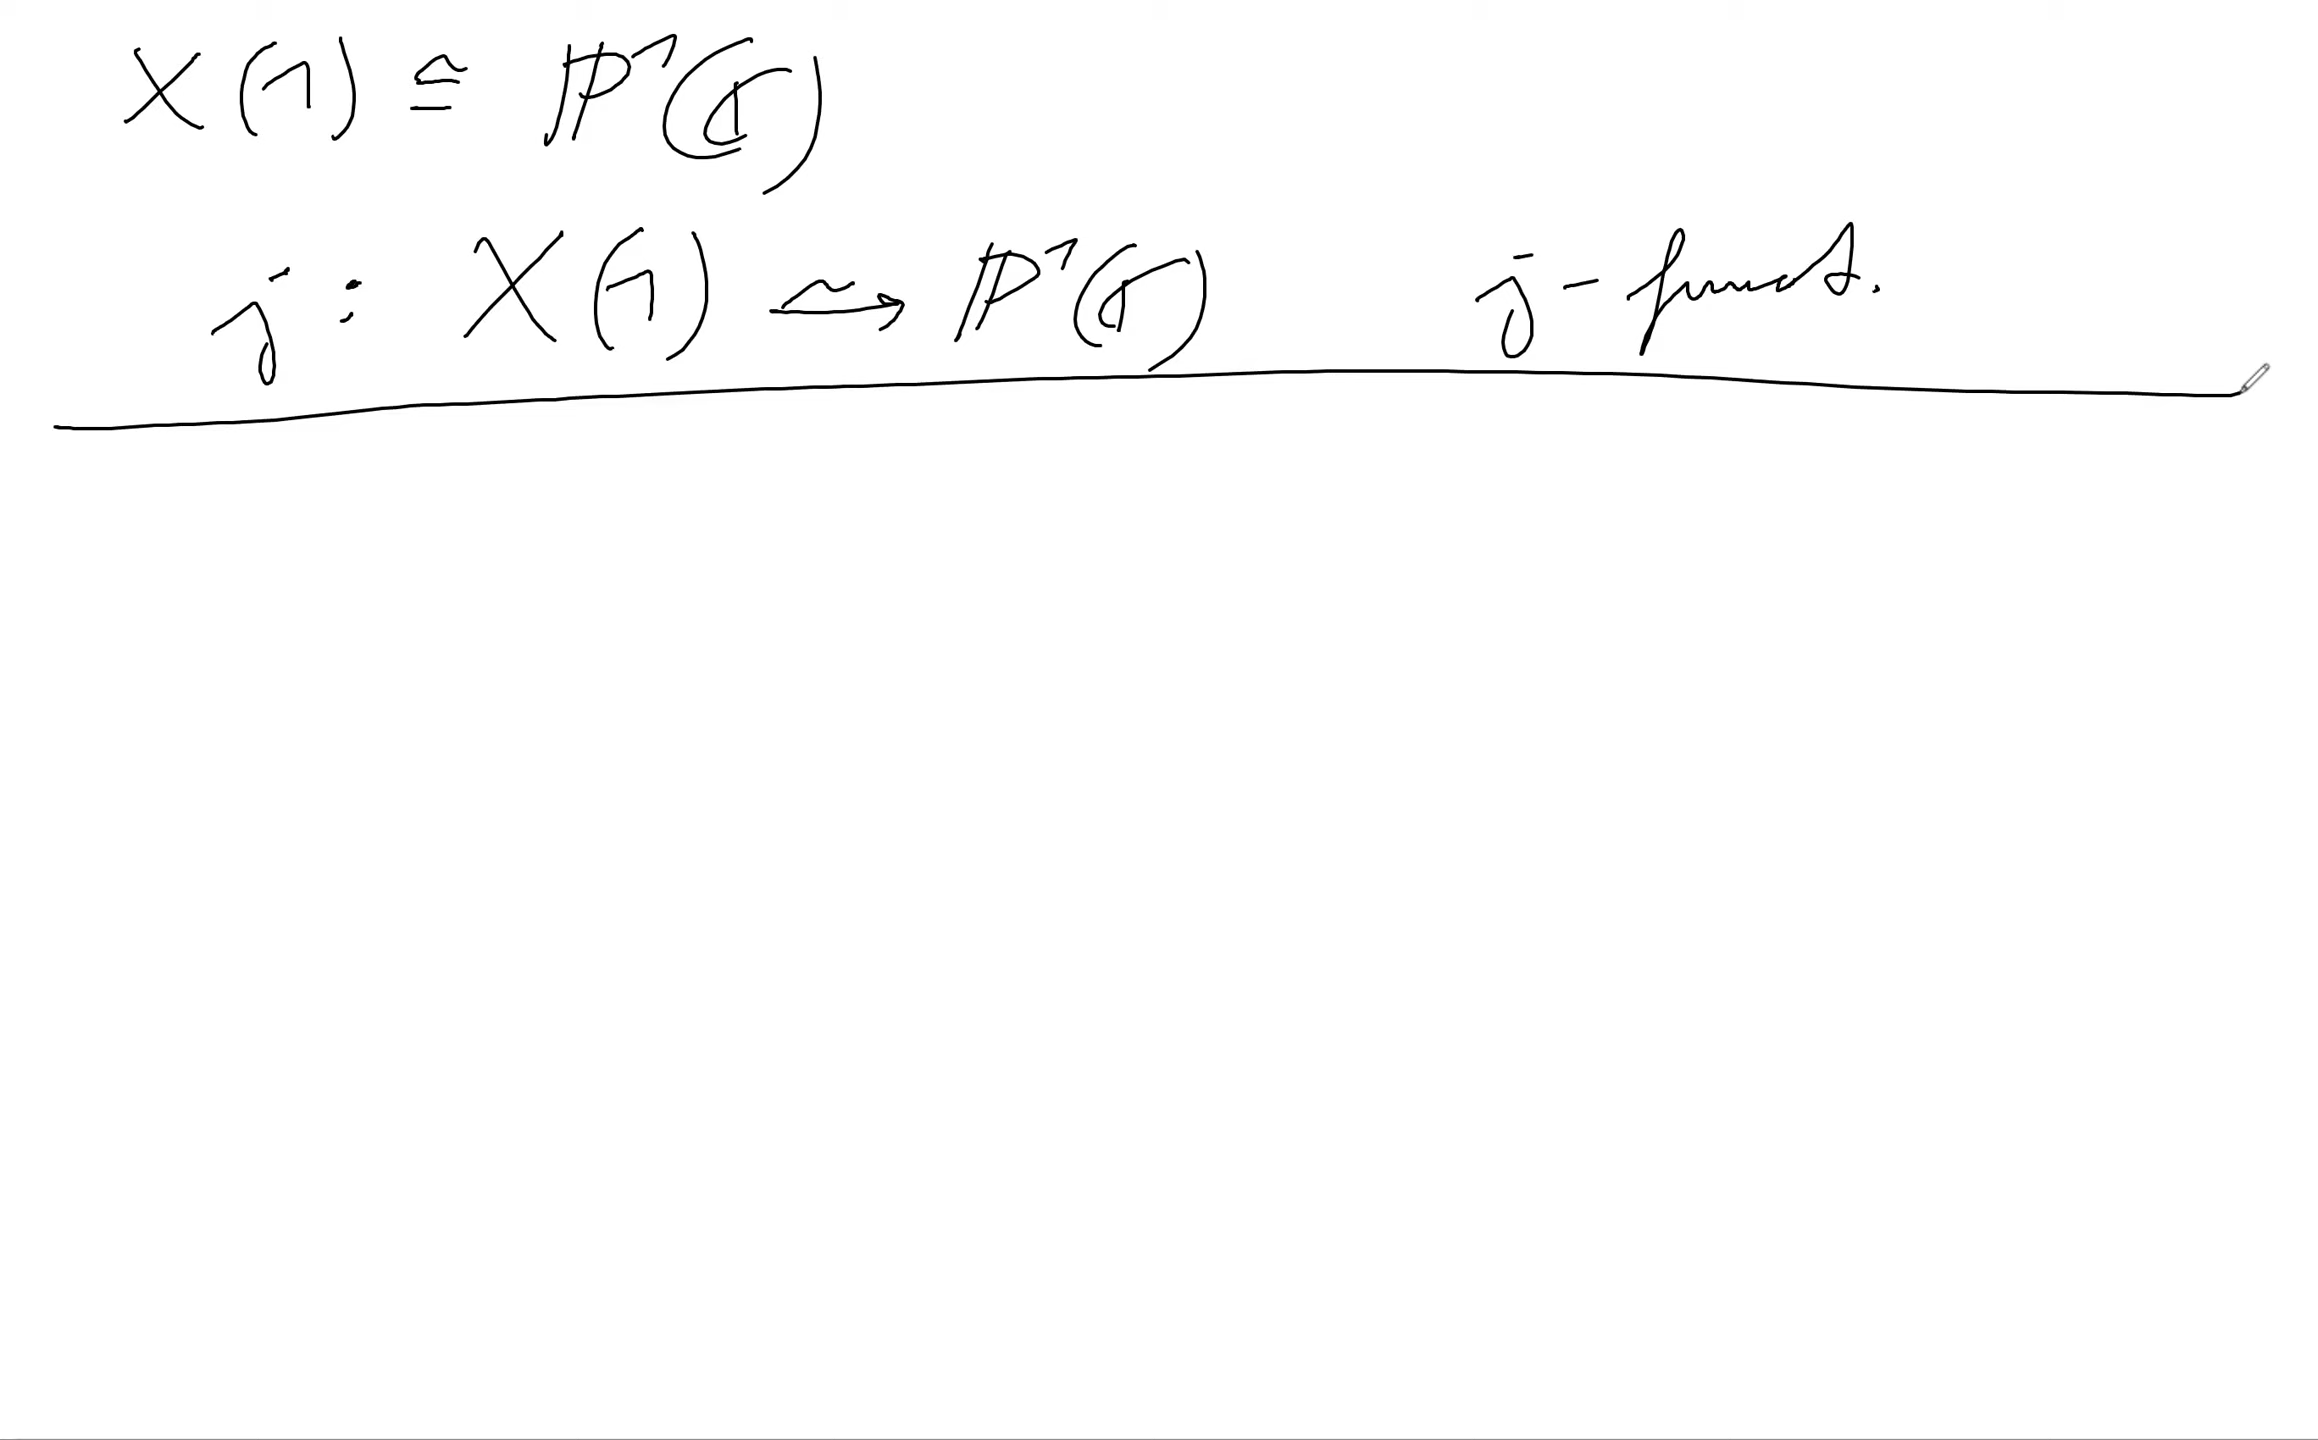 X(1) ≅ ℙ¹(ℂ)
j : X(1) ⥲ ℙ¹(ℂ) j - funct.